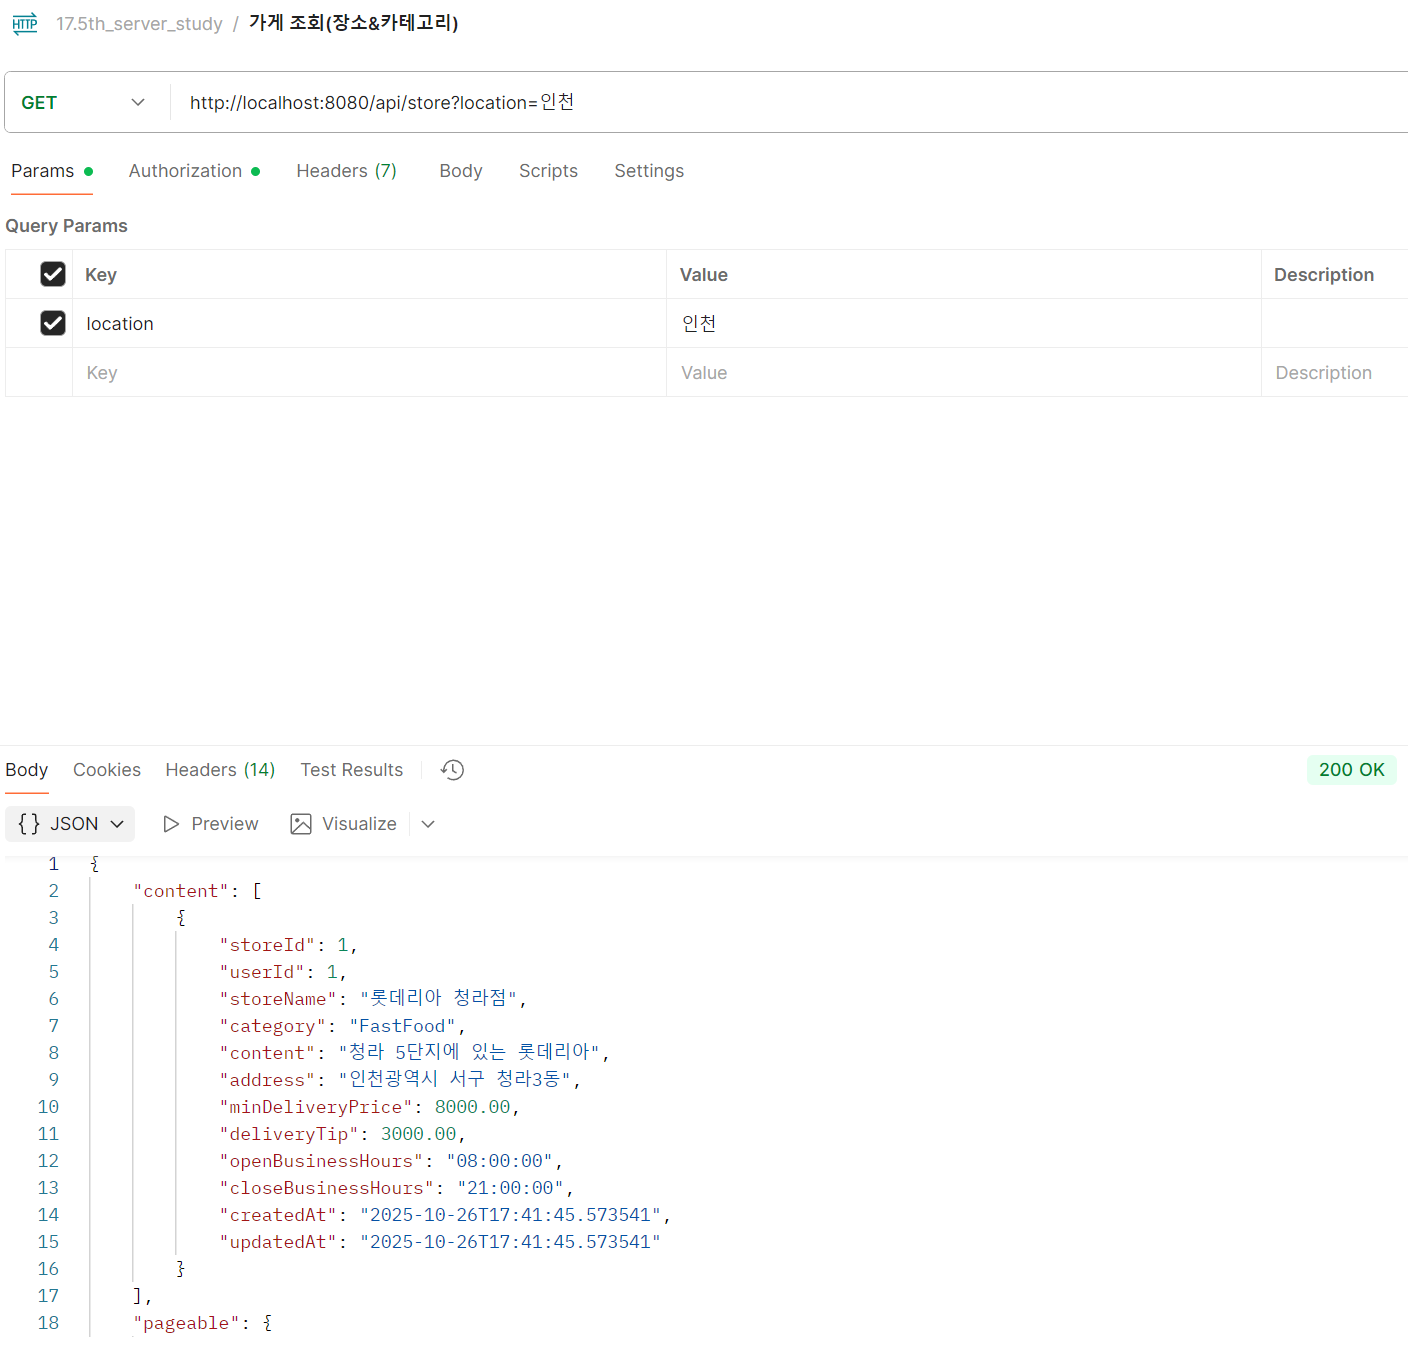 HTTP 17.5th_server_study / 가게 조회(장소&카테고리)
GET http://localhost:8080/api/store?location=인천
Params Authorization Headers (7) Body Scripts Settings
Query Params
Key Value Description
location 인천
Key Value Description
Body Cookies Headers (14) Test Results 200 OK
{} JSON Preview Visualize
1 {
2 "content": [
3 {
4 "storeId": 1,
5 "userId": 1,
6 "storeName": "롯데리아 청라점",
7 "category": "FastFood",
8 "content": "청라 5단지에 있는 롯데리아",
9 "address": "인천광역시 서구 청라3동",
10 "minDeliveryPrice": 8000.00,
11 "deliveryTip": 3000.00,
12 "openBusinessHours": "08:00:00",
13 "closeBusinessHours": "21:00:00",
14 "createdAt": "2025-10-26T17:41:45.573541",
15 "updatedAt": "2025-10-26T17:41:45.573541"
16 }
17 ],
18 "pageable": {